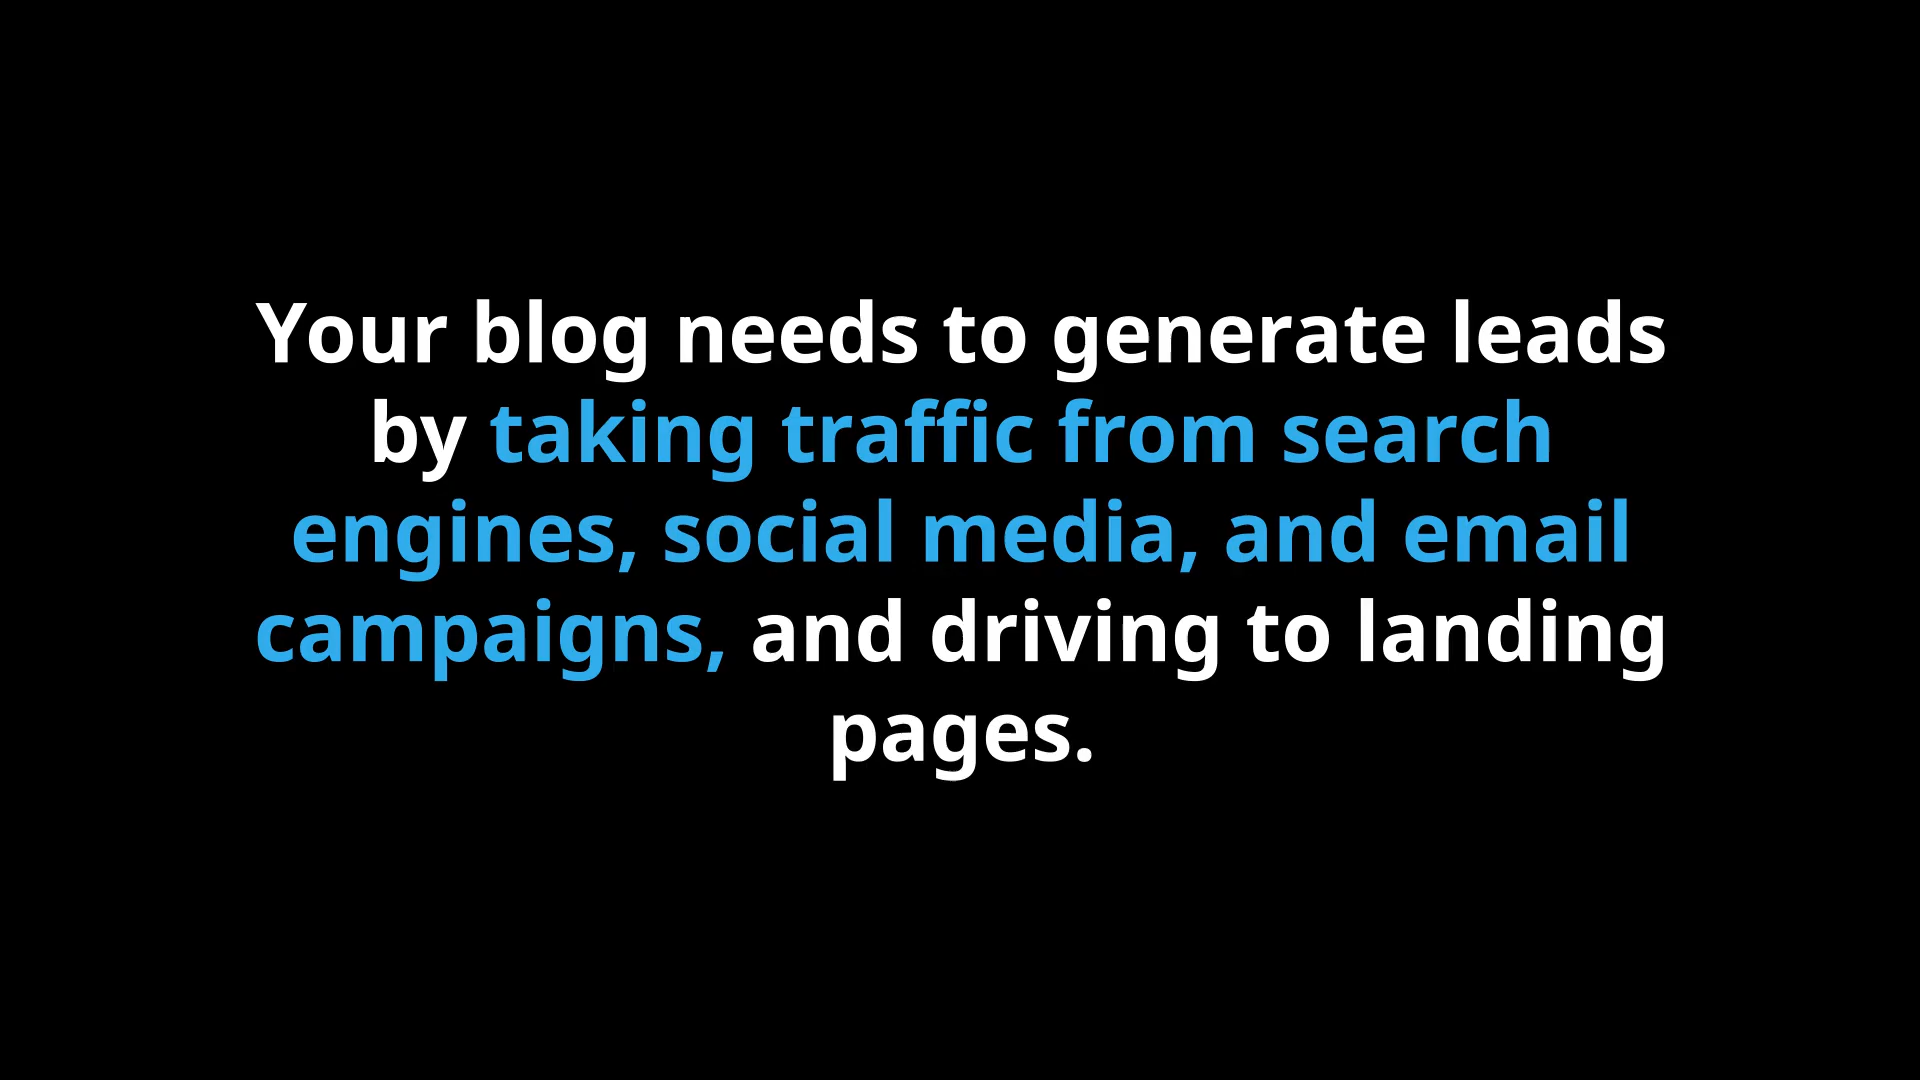 Your blog needs to generate leads
by taking traffic from search
engines, social media, and email
campaigns, and driving to landing
pages.